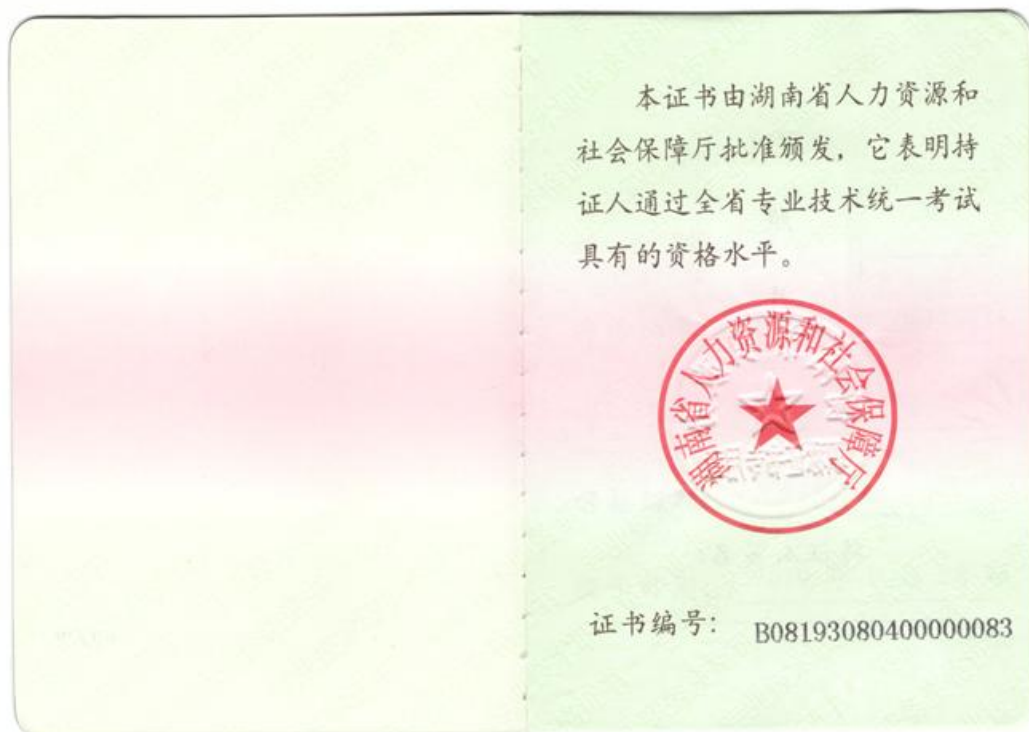 本证书由湖南省人力资源和
社会保障厅批准颁发，它表明持
证人通过全省专业技术统一考试
具有的资格水平。
湖南省人力资源和社会保障厅
证书编号： B08193080400000083